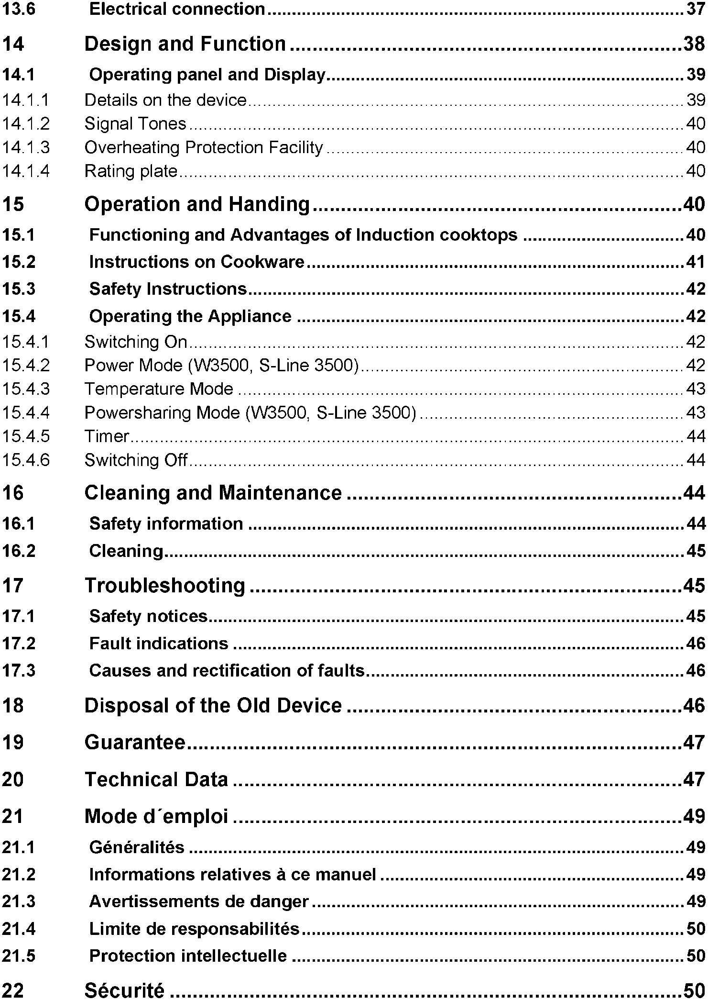 13.6 Electrical connection 37
14 Design and Function 38
14.1 Operating panel and Display 39
14.1.1 Details on the device 39
14.1.2 Signal Tones 40
14.1.3 Overheating Protection Facility 40
14.1.4 Rating plate 40
15 Operation and Handing 40
15.1 Functioning and Advantages of Induction cooktops 40
15.2 Instructions on Cookware 41
15.3 Safety Instructions 42
15.4 Operating the Appliance 42
15.4.1 Switching On 42
15.4.2 Power Mode (W3500, S-Line 3500) 42
15.4.3 Temperature Mode 43
15.4.4 Powersharing Mode (W3500, S-Line 3500) 43
15.4.5 Timer 44
15.4.6 Switching Off 44
16 Cleaning and Maintenance 44
16.1 Safety information 44
16.2 Cleaning 45
17 Troubleshooting 45
17.1 Safety notices 45
17.2 Fault indications 46
17.3 Causes and rectification of faults 46
18 Disposal of the Old Device 46
19 Guarantee 47
20 Technical Data 47
21 Mode d´emploi 49
21.1 Généralités 49
21.2 Informations relatives à ce manuel 49
21.3 Avertissements de danger 49
21.4 Limite de responsabilités 50
21.5 Protection intellectuelle 50
22 Sécurité 50